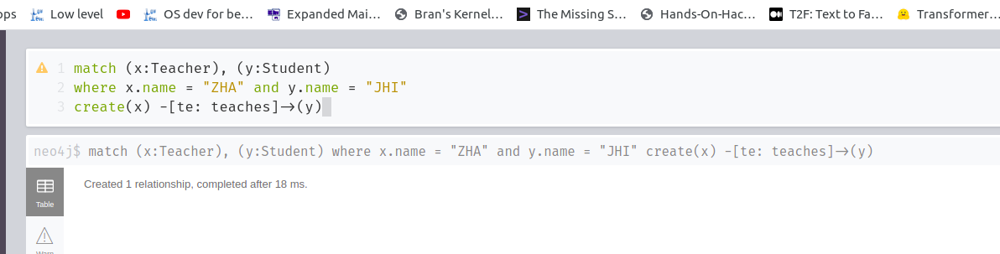 ops Low level OS dev for be... Expanded Mai... Bran's Kernel... The Missing S... Hands-On-Hac... T2F: Text to Fa... Transformer...
1 match (x:Teacher), (y:Student)
2 where x.name = "ZHA" and y.name = "JHI"
3 create(x) -[te: teaches]->(y)
neo4j$ match (x:Teacher), (y:Student) where x.name = "ZHA" and y.name = "JHI" create(x) -[te: teaches]->(y)
Created 1 relationship, completed after 18 ms.
Table
Warn